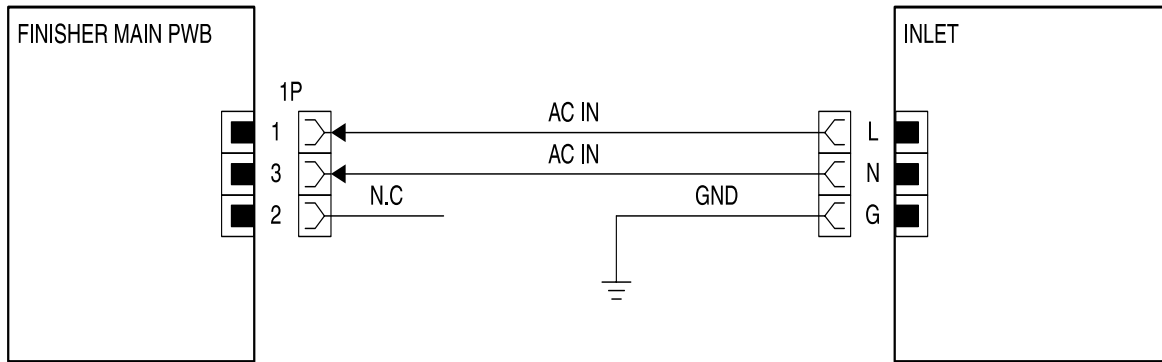 FINISHER MAIN PWB
INLET
1P
1 AC IN L
3 AC IN N
2 N.C GND G